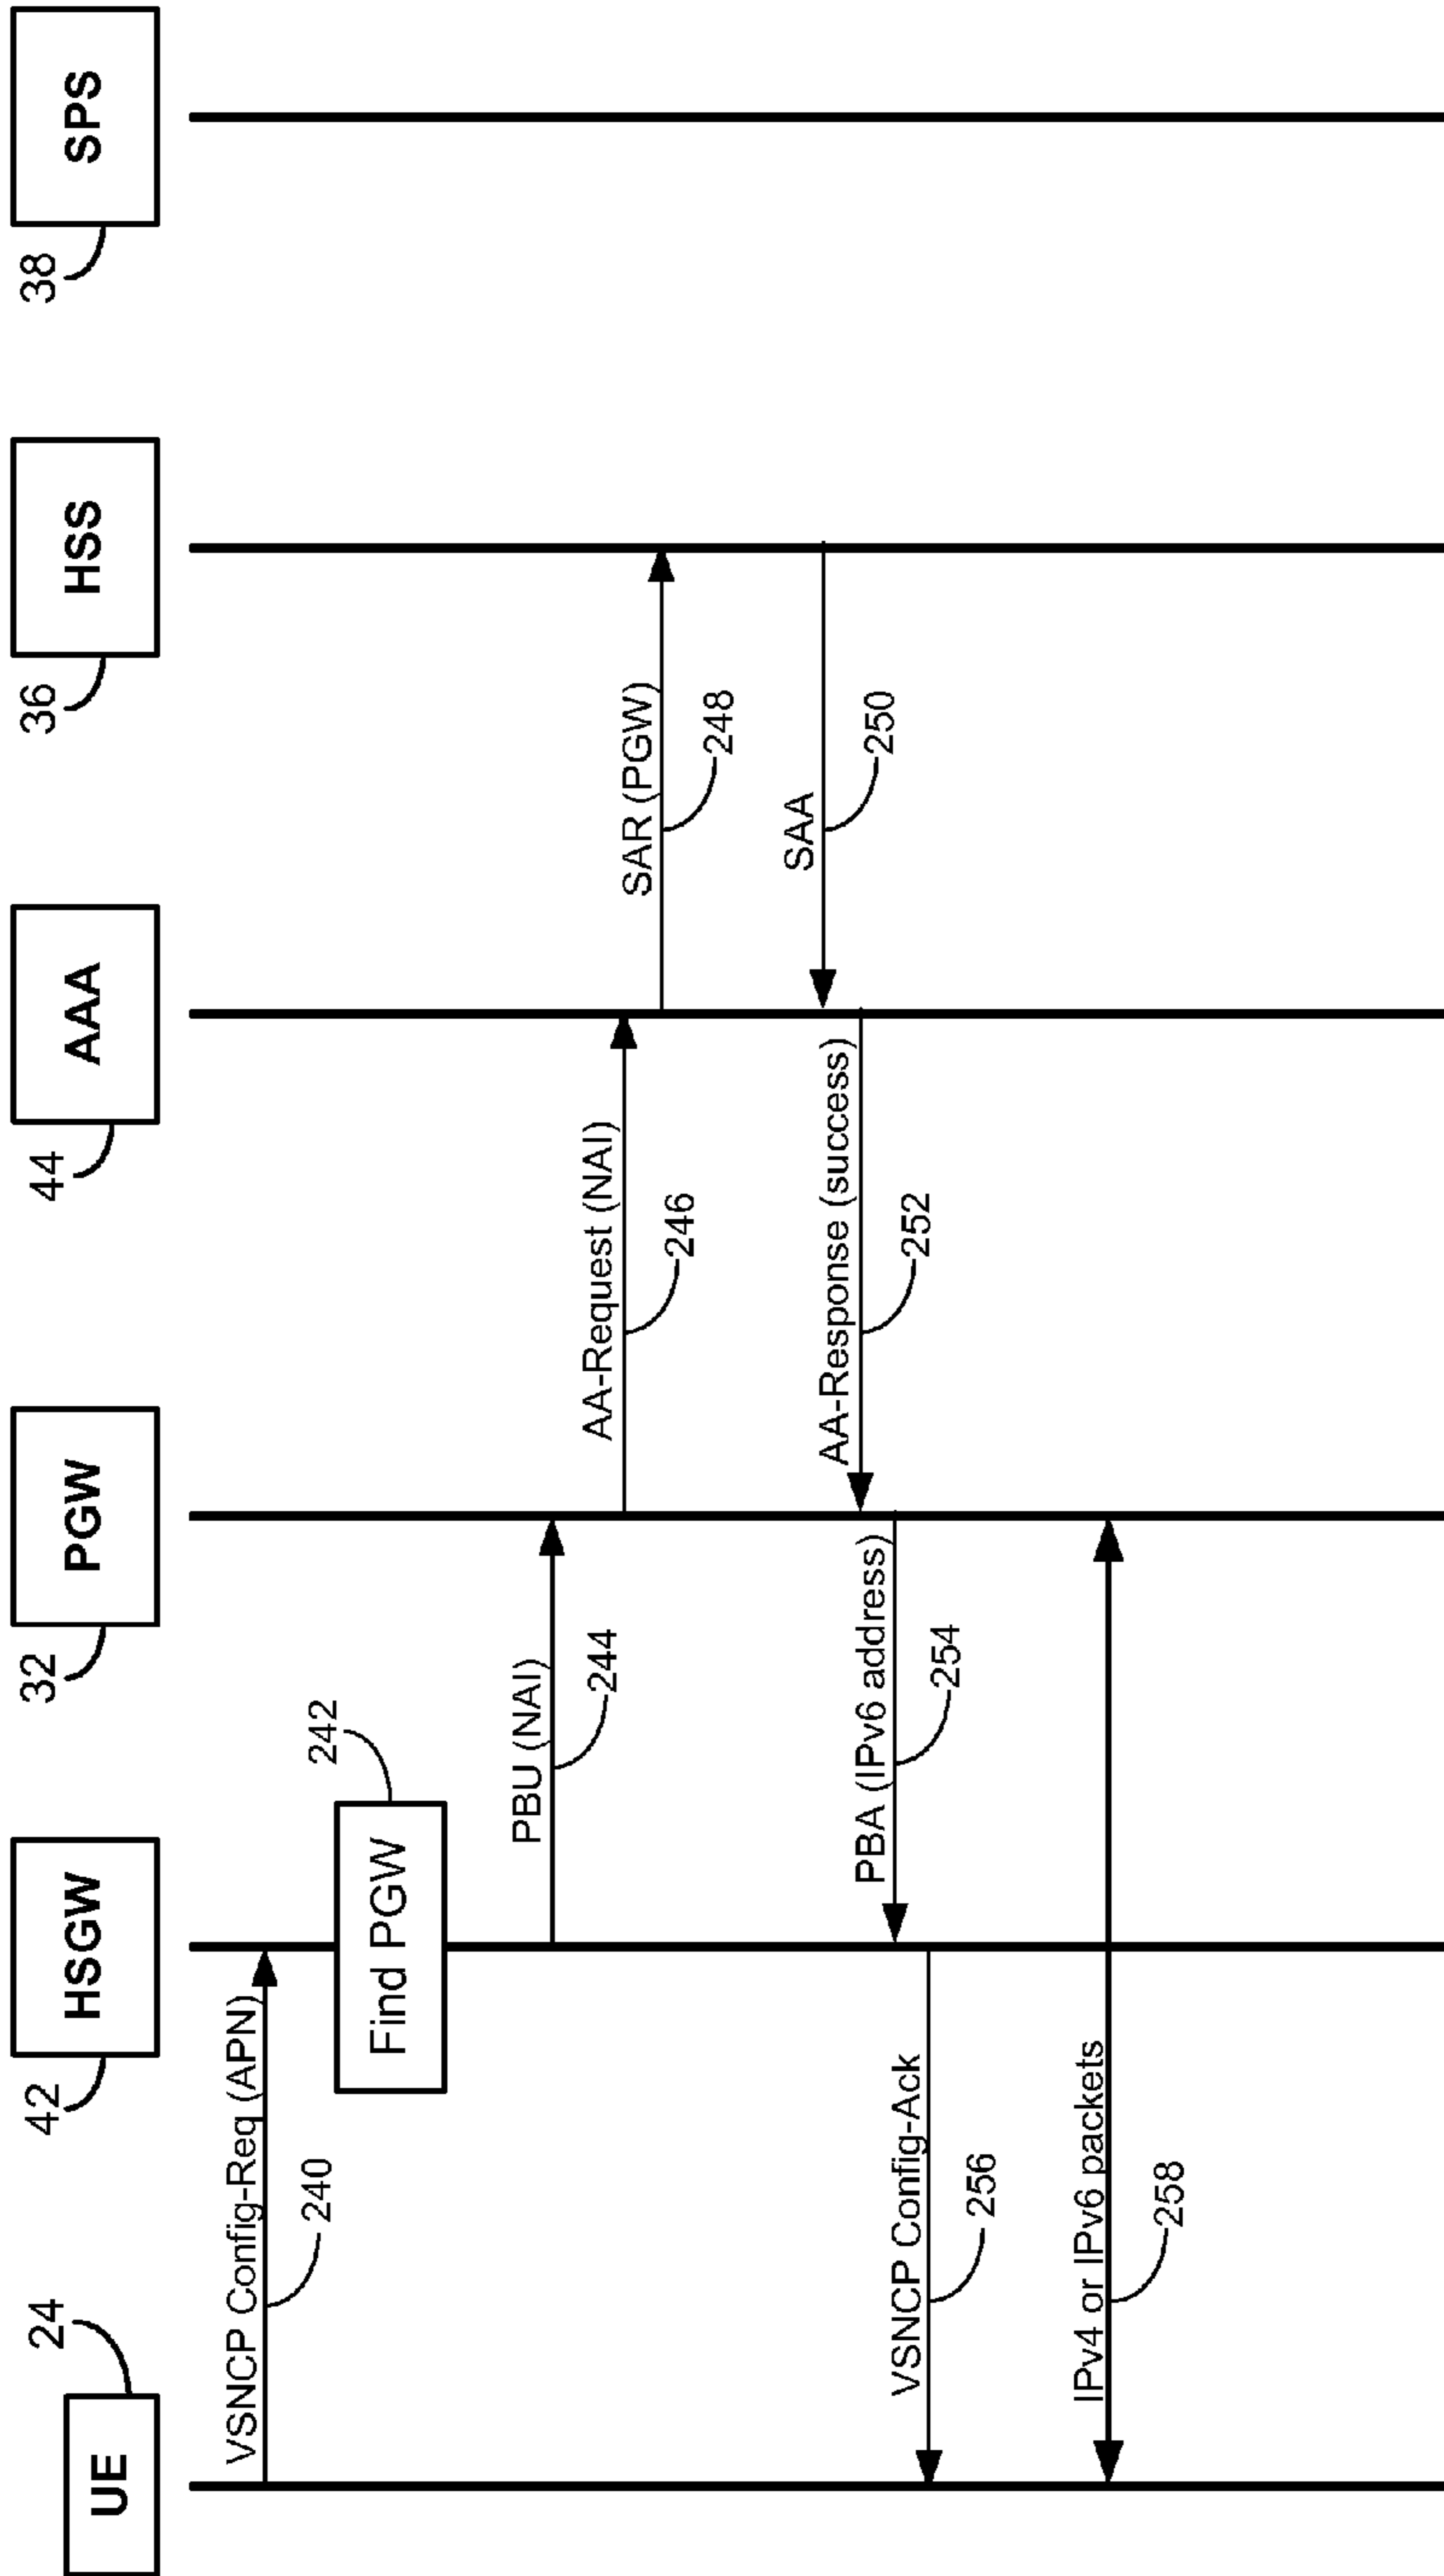 UE
24
HSGW
42
PGW
32
AAA
44
HSS
36
SPS
38
VSNCP Config-Req (APN)
240
Find PGW
242
PBU (NAI)
244
AA-Request (NAI)
246
SAR (PGW)
248
SAA
250
AA-Response (success)
252
PBA (IPv6 address)
254
VSNCP Config-Ack
256
IPv4 or IPv6 packets
258